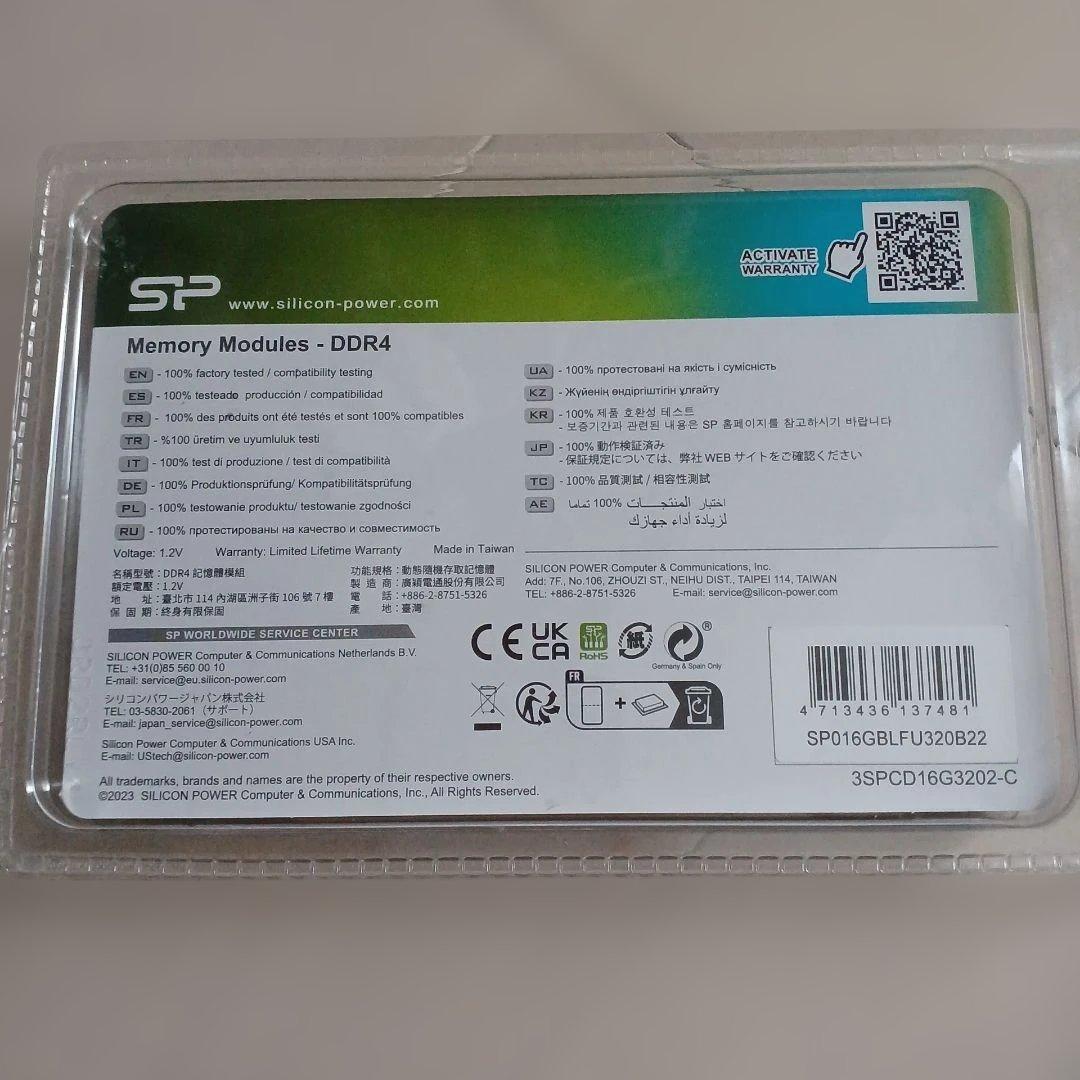 SP www.silicon-power.com
ACTIVATE
WARRANTY
Memory Modules - DDR4
EN - 100% factory tested / compatibility testing
ES - 100% testeado producción / compatibilidad
FR - 100% des produits ont été testés et sont 100% compatibles
TR - %100 üretim ve uyumluluk testi
IT - 100% test di produzione / test di compatibilità
DE - 100% Produktionsprüfung/ Kompatibilitätsprüfung
PL - 100% testowanie produktu/ testowanie zgodności
RU - 100% протестированы на качество и совместимость
UA - 100% протестовані на якість і сумісність
KZ - Жүйенің өндіргіштігін ұлғайту
KR - 100% 제품 호환성 테스트
- 보증기간과 관련된 내용은 SP 홈페이지를 참고하시기 바랍니다
JP - 100% 動作検証済み
- 保証規定については、弊社 WEB サイトをご確認ください
TC - 100% 品質測試 / 相容性測試
AE اختبار المنتجات 100% تماما
لزيادة أداء جهازك
Voltage: 1.2V Warranty: Limited Lifetime Warranty Made in Taiwan
名稱型號：DDR4 記憶體模組
額定電壓：1.2V
地 址：臺北市 114 內湖區洲子街 106 號 7 樓
保 固 期：終身有限保固
功能規格：動態隨機存取記憶體
製 造 商：廣穎電通股份有限公司
電 話：+886-2-8751-5326
產 地：臺灣
SILICON POWER Computer & Communications, Inc.
Add: 7F., No.106, ZHOUZI ST., NEIHU DIST., TAIPEI 114, TAIWAN
TEL: +886-2-8751-5326 E-mail: service@silicon-power.com
SP WORLDWIDE SERVICE CENTER
SILICON POWER Computer & Communications Netherlands B.V.
TEL: +31(0)85 560 00 10
E-mail: service@eu.silicon-power.com
シリコンパワージャパン株式会社
TEL: 03-5830-2061（サポート）
E-mail: japan_service@silicon-power.com
Silicon Power Computer & Communications USA Inc.
E-mail: UStech@silicon-power.com
All trademarks, brands and names are the property of their respective owners.
©2023 SILICON POWER Computer & Communications, Inc., All Rights Reserved.
CE UK
CA
SP
RoHS
紙
®
Germany & Spain Only
FR
+
4 713436 137481
SP016GBLFU320B22
3SPCD16G3202-C